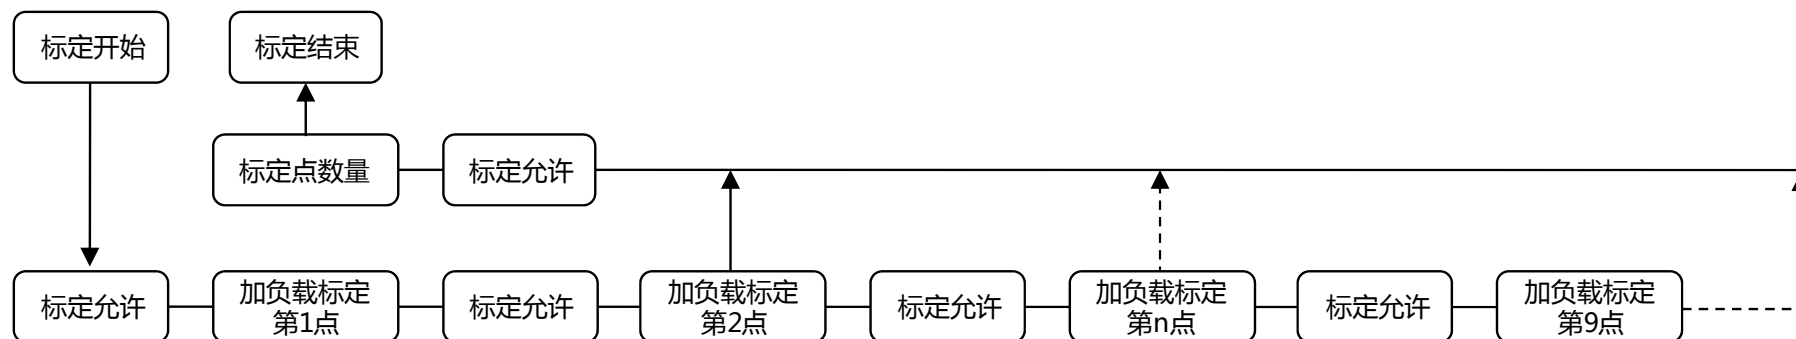 标定开始
标定结束
标定点数量
标定允许
标定允许
加负载标定
第1点
标定允许
加负载标定
第2点
标定允许
加负载标定
第n点
标定允许
加负载标定
第9点